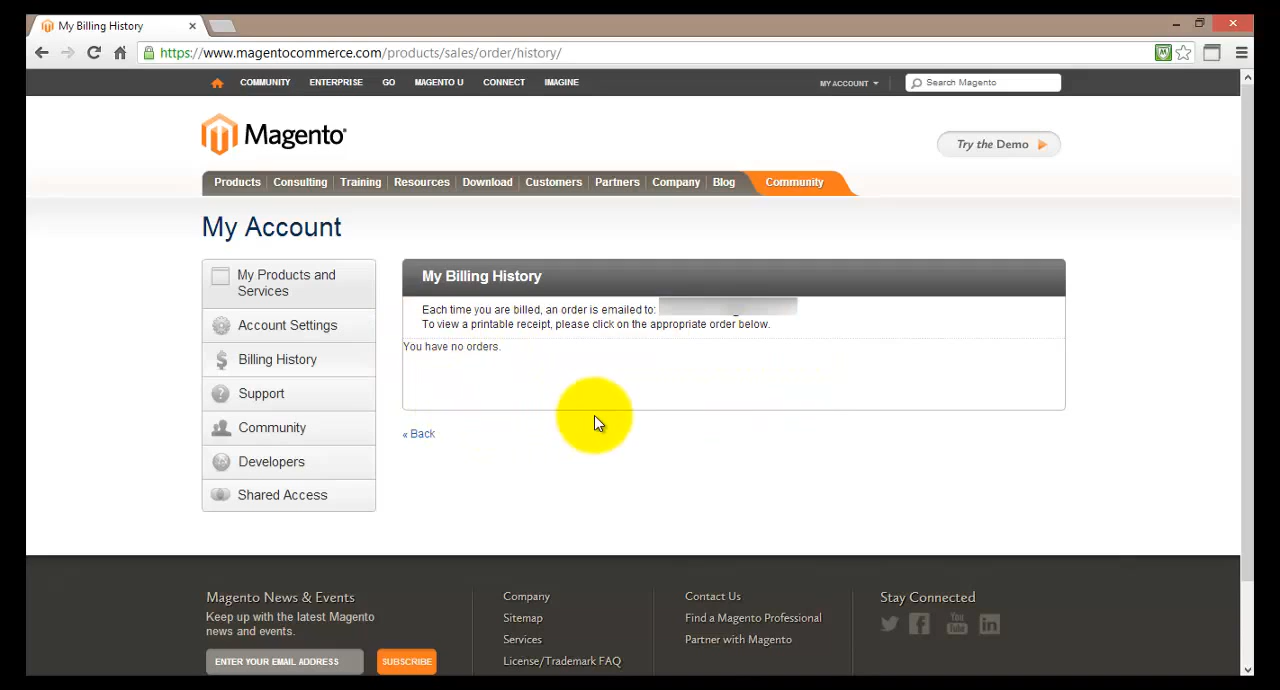 My Billing History
https://www.magentocommerce.com/products/sales/order/history/
COMMUNITY ENTERPRISE GO MAGENTO U CONNECT IMAGINE MY ACCOUNT Search Magento
Magento
Try the Demo
Products Consulting Training Resources Download Customers Partners Company Blog Community
My Account
My Products and
Services
Account Settings
Billing History
Support
Community
Developers
Shared Access
My Billing History
Each time you are billed, an order is emailed to:
To view a printable receipt, please click on the appropriate order below.
You have no orders.
« Back
Magento News & Events
Keep up with the latest Magento
news and events.
ENTER YOUR EMAIL ADDRESS SUBSCRIBE
Company
Sitemap
Services
License/Trademark FAQ
Contact Us
Find a Magento Professional
Partner with Magento
Stay Connected
You
Tube
in